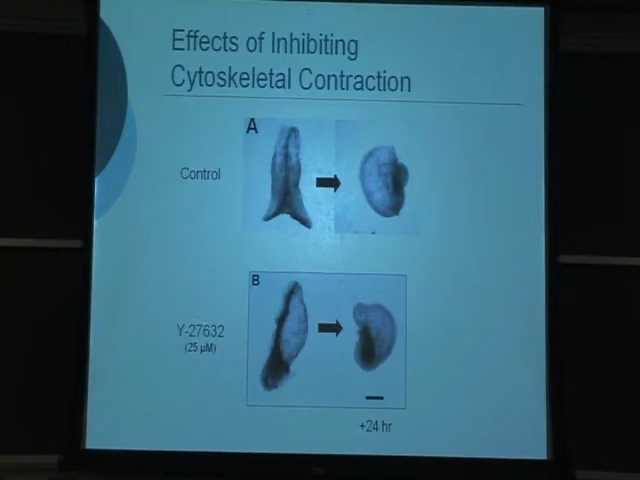 Effects of Inhibiting
Cytoskeletal Contraction
A
Control
B
Y-27632
(25 µM)
+24 hr